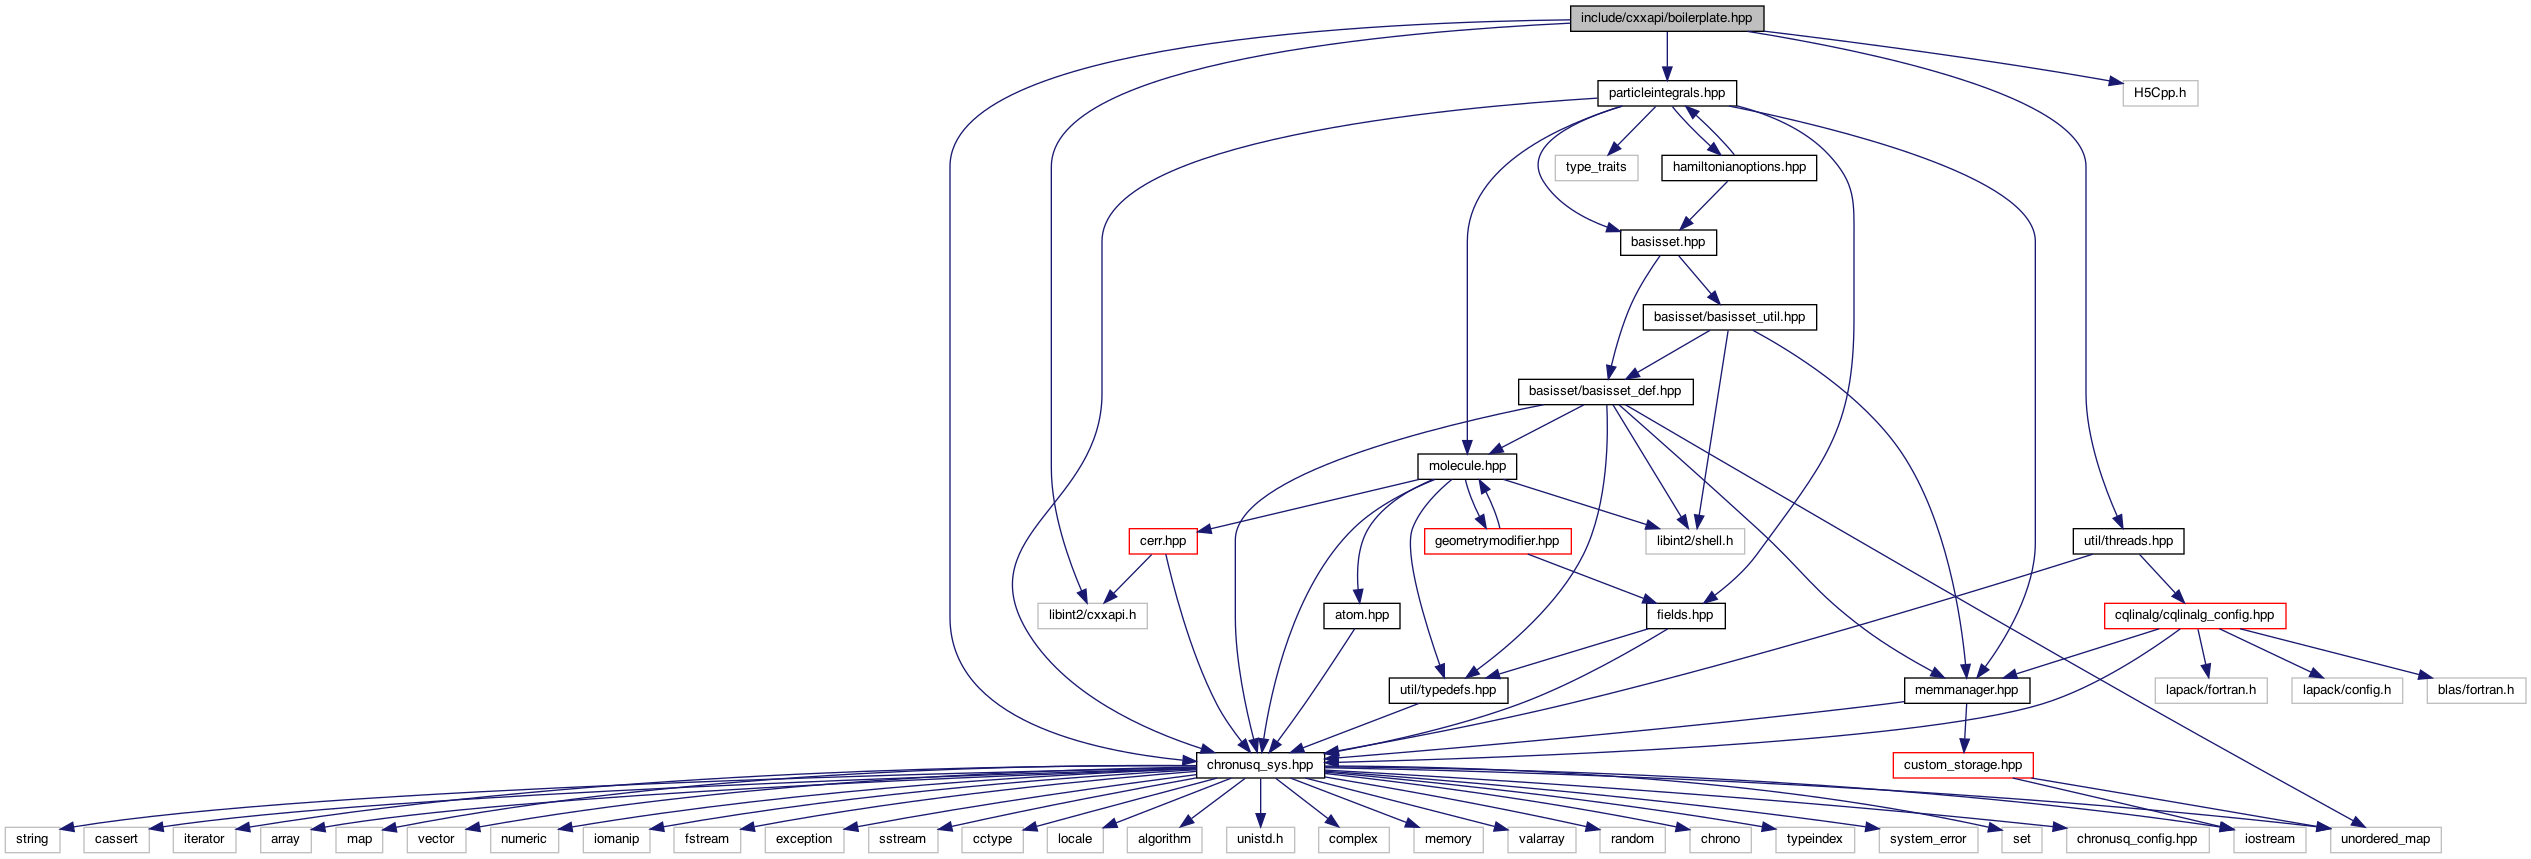 include/cxxapi/boilerplate.hpp
particleintegrals.hpp
H5Cpp.h
type_traits
hamiltonianoptions.hpp
basisset.hpp
basisset/basisset_util.hpp
basisset/basisset_def.hpp
molecule.hpp
cerr.hpp
geometrymodifier.hpp
libint2/shell.h
util/threads.hpp
libint2/cxxapi.h
atom.hpp
fields.hpp
cqlinalg/cqlinalg_config.hpp
util/typedefs.hpp
memmanager.hpp
lapack/fortran.h
lapack/config.h
blas/fortran.h
chronusq_sys.hpp
custom_storage.hpp
string
cassert
iterator
array
map
vector
numeric
iomanip
fstream
exception
sstream
cctype
locale
algorithm
unistd.h
complex
memory
valarray
random
chrono
typeindex
system_error
set
chronusq_config.hpp
iostream
unordered_map